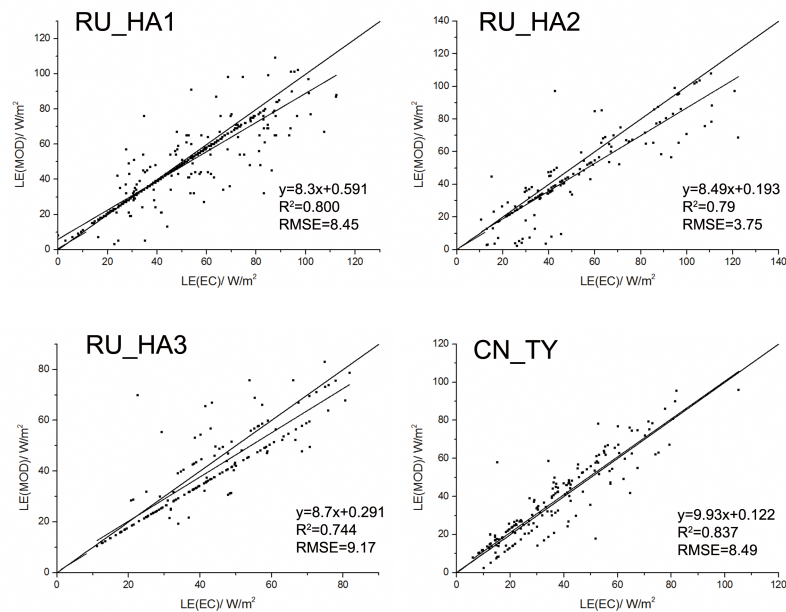 RU_HA1
LE(MOD)/ W/m²
120
100
80
60
40
20
0
0 20 40 60 80 100 120
LE(EC)/ W/m²
y=8.3x+0.591
R²=0.800
RMSE=8.45
RU_HA2
LE(MOD)/ W/m²
140
120
100
80
60
40
20
0
0 20 40 60 80 100 120 140
LE(EC)/ W/m²
y=8.49x+0.193
R²=0.79
RMSE=3.75
RU_HA3
LE(MOD)/ W/m²
80
60
40
20
0
0 20 40 60 80
LE(EC)/ W/m²
y=8.7x+0.291
R²=0.744
RMSE=9.17
CN_TY
LE(MOD)/ W/m²
120
100
80
60
40
20
0
0 20 40 60 80 100 120
LE(EC)/ W/m²
y=9.93x+0.122
R²=0.837
RMSE=8.49